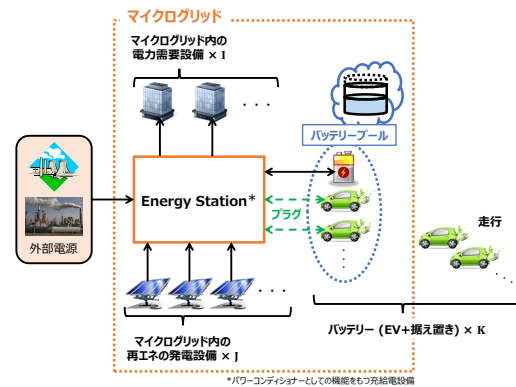 マイクログリッド
マイクログリッド内の
電力需要設備 × I
・・・
バッテリープール
Energy Station*
プラグ
外部電源
走行
・・・
・・・
マイクログリッド内の
再エネの発電設備 × J
バッテリー (EV+据え置き) × K
*パワーコンディショナーとしての機能をもつ充給電設備